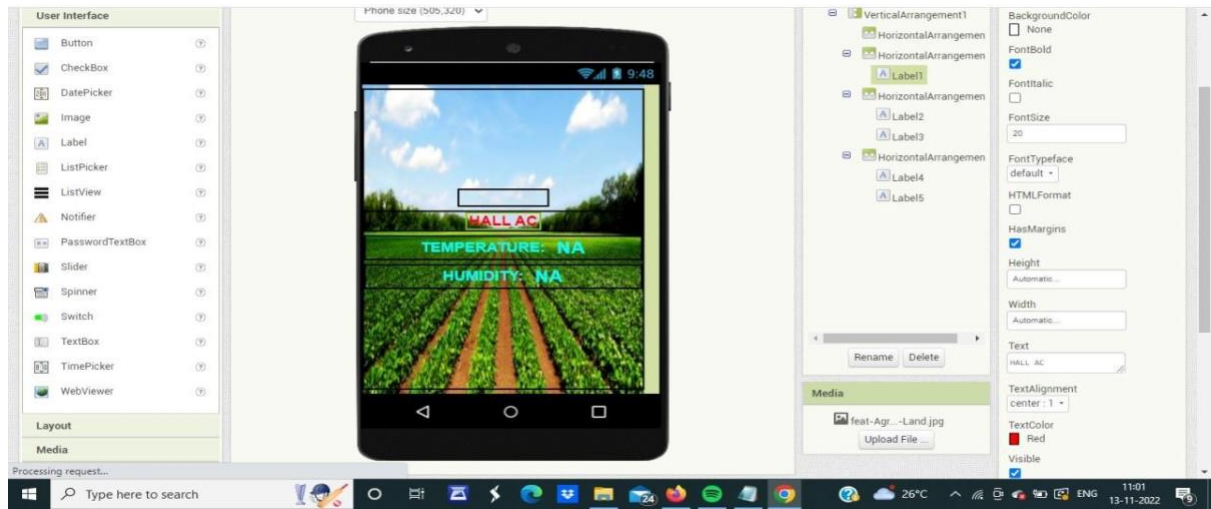 User Interface
Button
CheckBox
DatePicker
Image
Label
ListPicker
ListView
Notifier
PasswordTextBox
Slider
Spinner
Switch
TextBox
TimePicker
WebViewer
Layout
Media
Processing request...
Phone size (505,320)
9:48
HALL AC
TEMPERATURE: NA
HUMIDITY: NA
VerticalArrangement1
HorizontalArrangemen
HorizontalArrangemen
Label1
HorizontalArrangemen
Label2
Label3
HorizontalArrangemen
Label4
Label5
Rename Delete
Media
feat-Agr...-Land.jpg
Upload File ...
BackgroundColor
None
FontBold
FontItalic
FontSize
20
FontTypeface
default
HTMLFormat
HasMargins
Height
Automatic...
Width
Automatic...
Text
HALL AC
TextAlignment
center : 1
TextColor
Red
Visible
Type here to search
24
26°C
ENG
11:01
13-11-2022
9